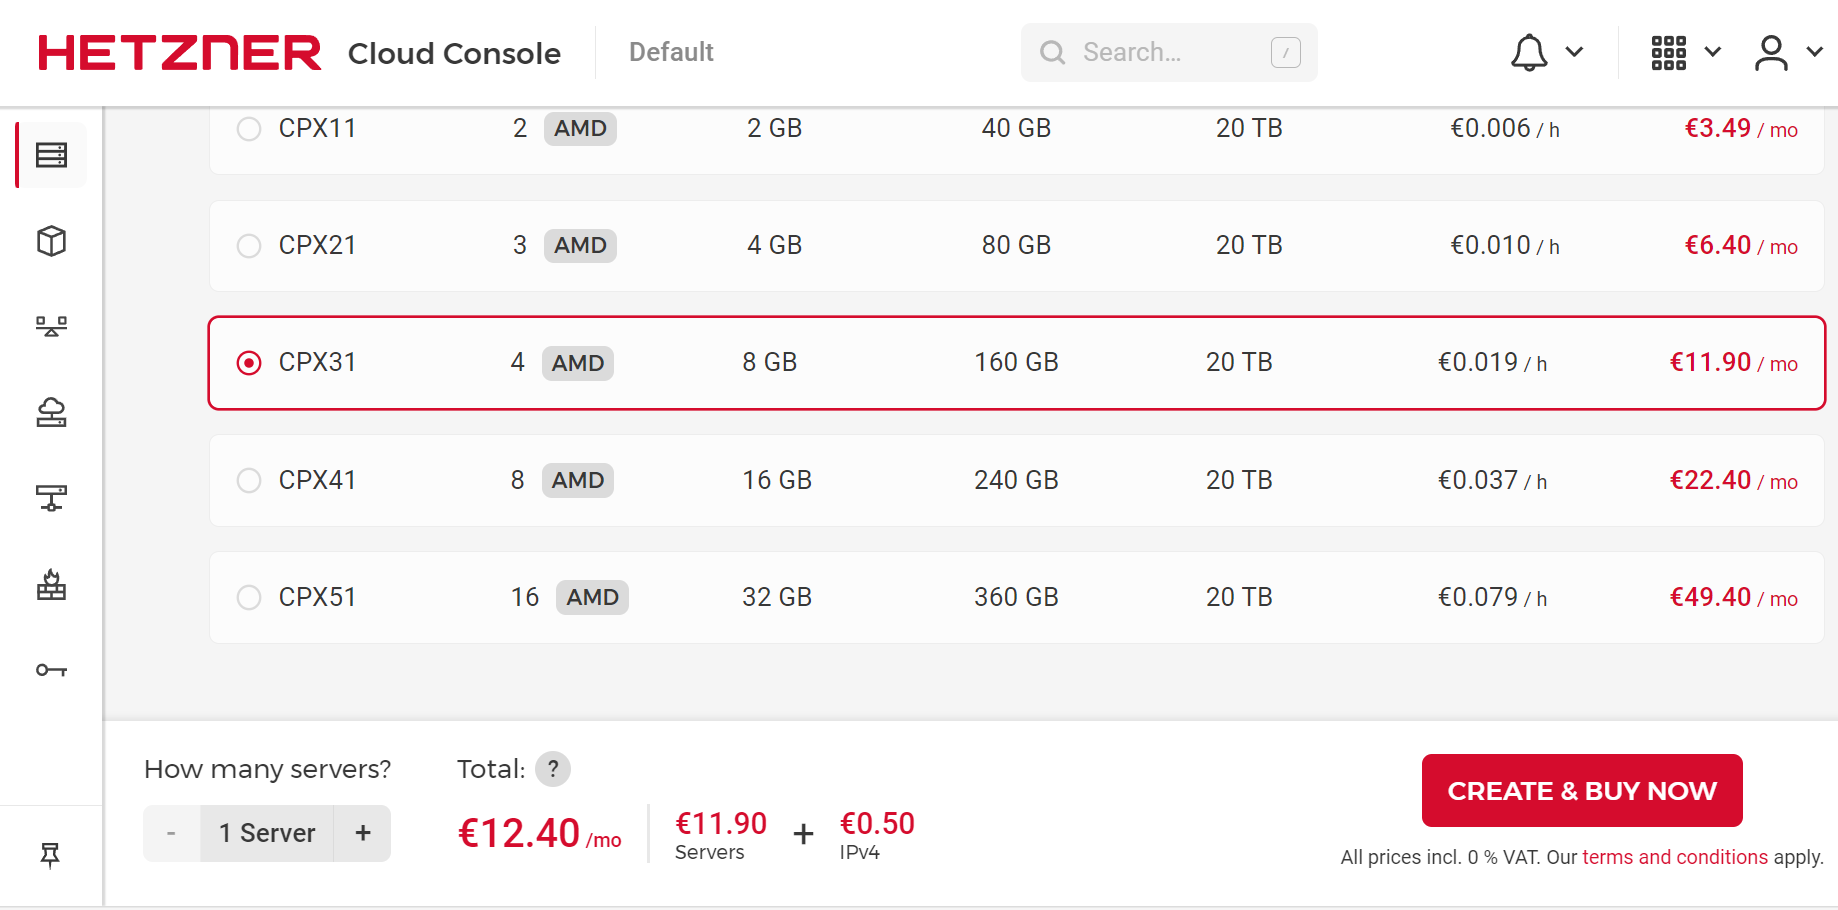 HETZNER Cloud Console Default Search... /
CPX11 2 AMD 2 GB 40 GB 20 TB €0.006 / h €3.49 / mo
CPX21 3 AMD 4 GB 80 GB 20 TB €0.010 / h €6.40 / mo
CPX31 4 AMD 8 GB 160 GB 20 TB €0.019 / h €11.90 / mo
CPX41 8 AMD 16 GB 240 GB 20 TB €0.037 / h €22.40 / mo
CPX51 16 AMD 32 GB 360 GB 20 TB €0.079 / h €49.40 / mo
How many servers? Total: ?
- 1 Server + €12.40 /mo €11.90 + €0.50
Servers IPv4
CREATE & BUY NOW
All prices incl. 0 % VAT. Our terms and conditions apply.